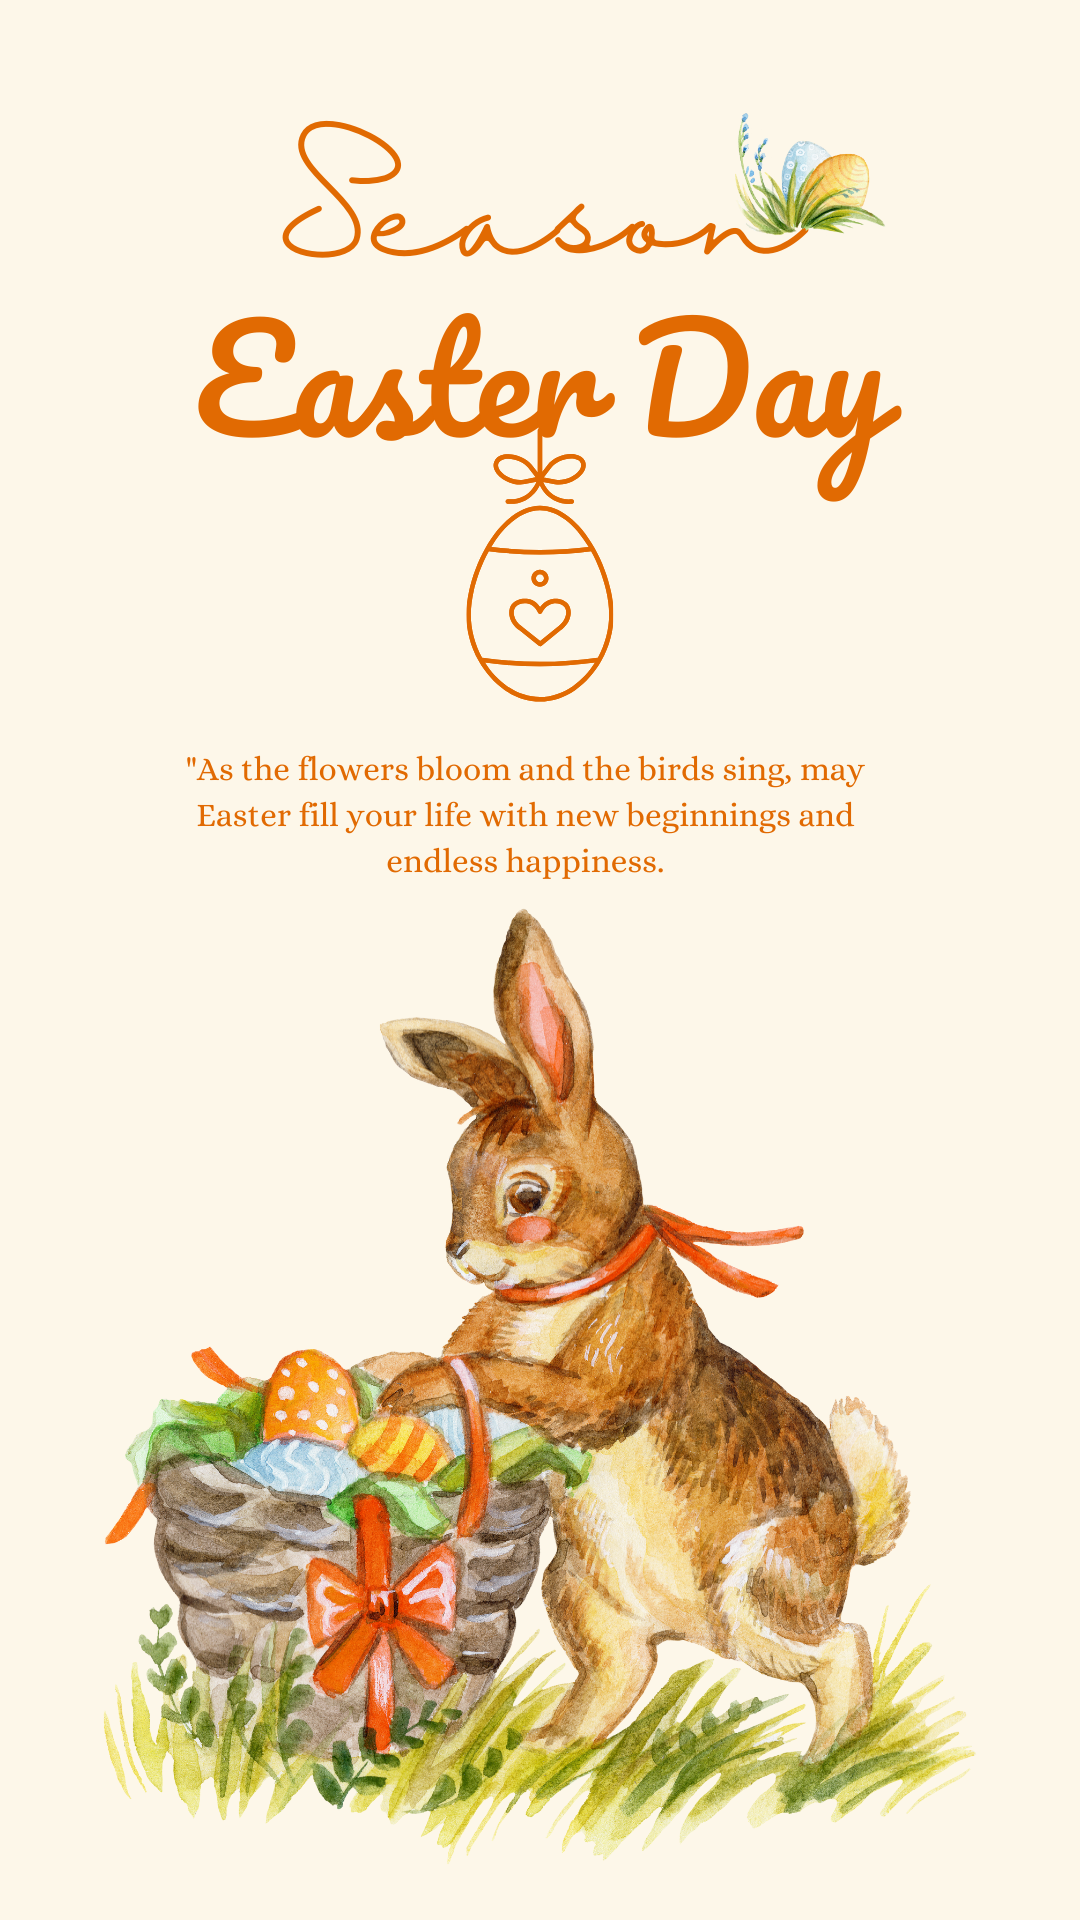 Season
Easter Day
"As the flowers bloom and the birds sing, may
Easter fill your life with new beginnings and
endless happiness.